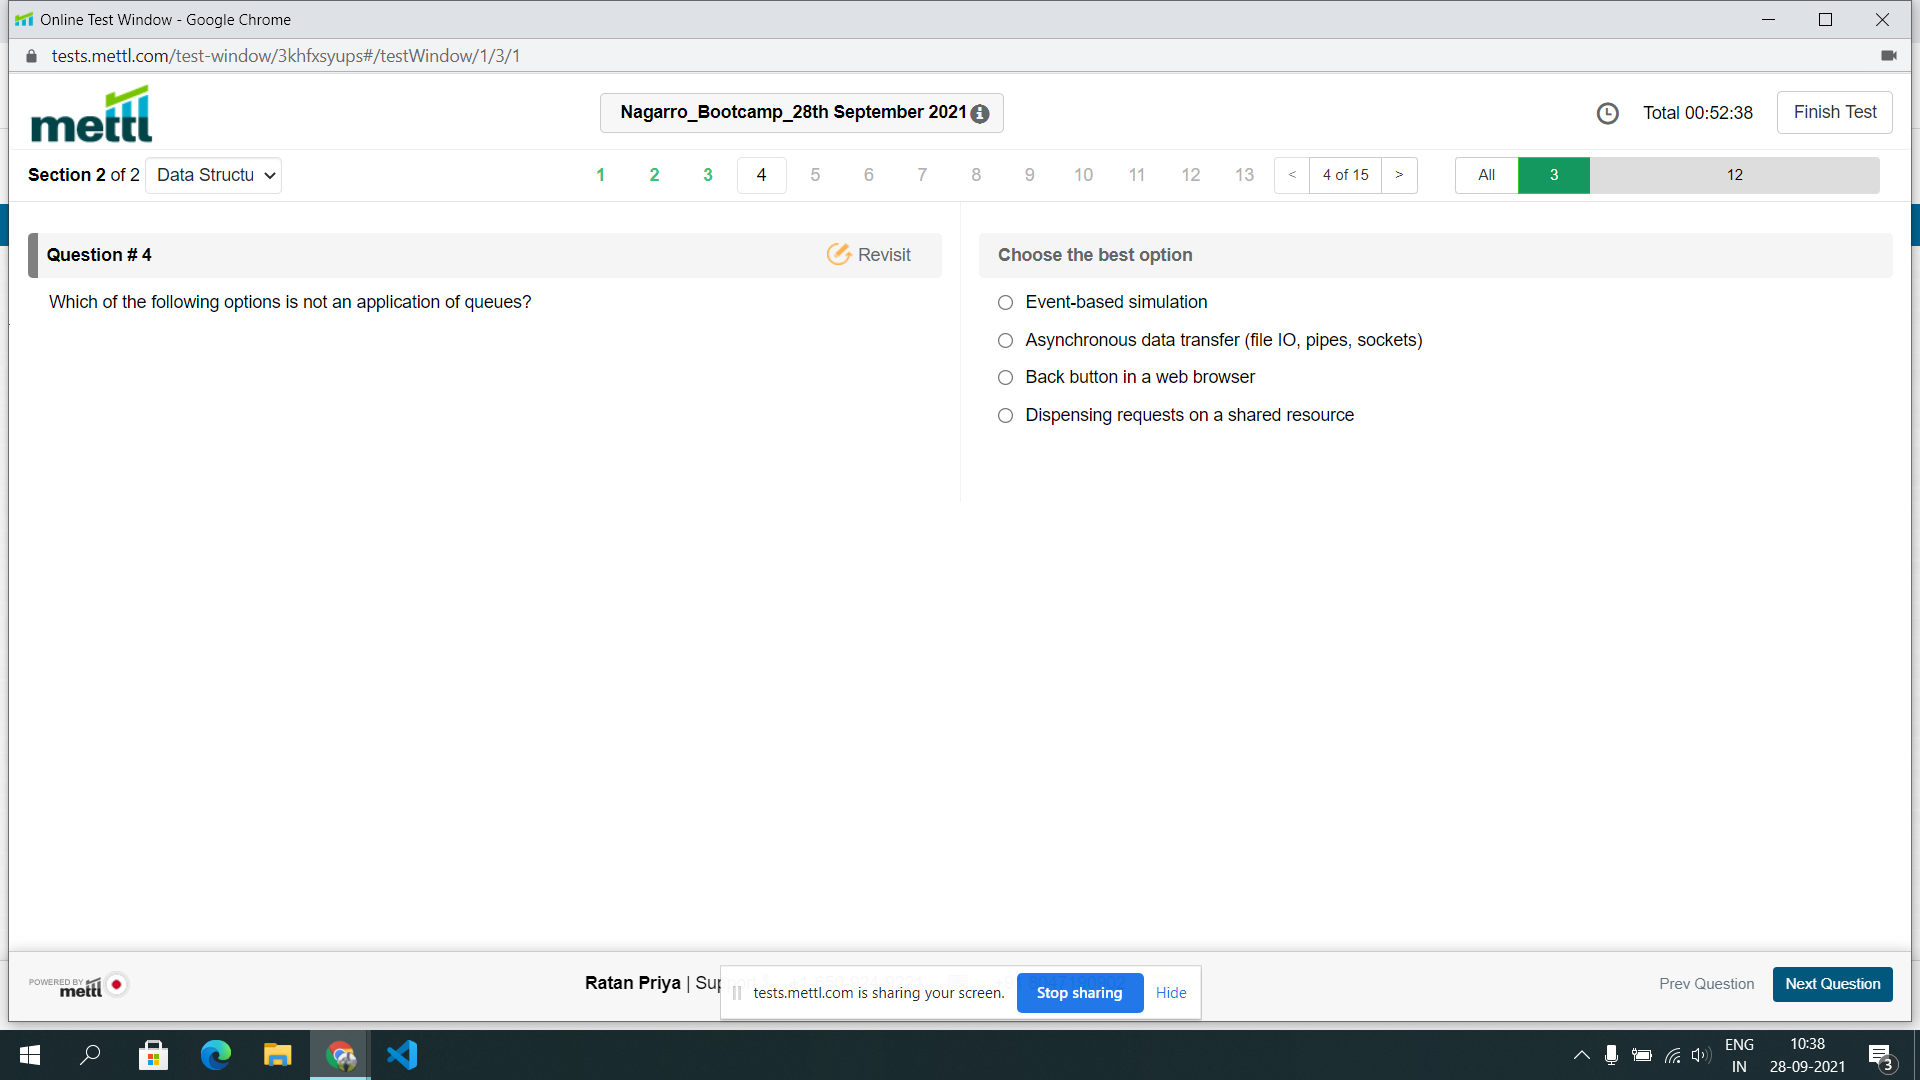 Online Test Window - Google Chrome
tests.mettl.com/test-window/3khfxsyups#/testWindow/1/3/1
mettl
Nagarro_Bootcamp_28th September 2021
Total 00:52:38
Finish Test
Section 2 of 2
Data Structu
1 2 3 4 5 6 7 8 9 10 11 12 13
< 4 of 15 >
All 3 12
Question # 4
Revisit
Which of the following options is not an application of queues?
Choose the best option
Event-based simulation
Asynchronous data transfer (file IO, pipes, sockets)
Back button in a web browser
Dispensing requests on a shared resource
POWERED BY
mettl
Ratan Priya |
tests.mettl.com is sharing your screen.
Stop sharing
Hide
Prev Question
Next Question
ENG
IN
10:38
28-09-2021
3